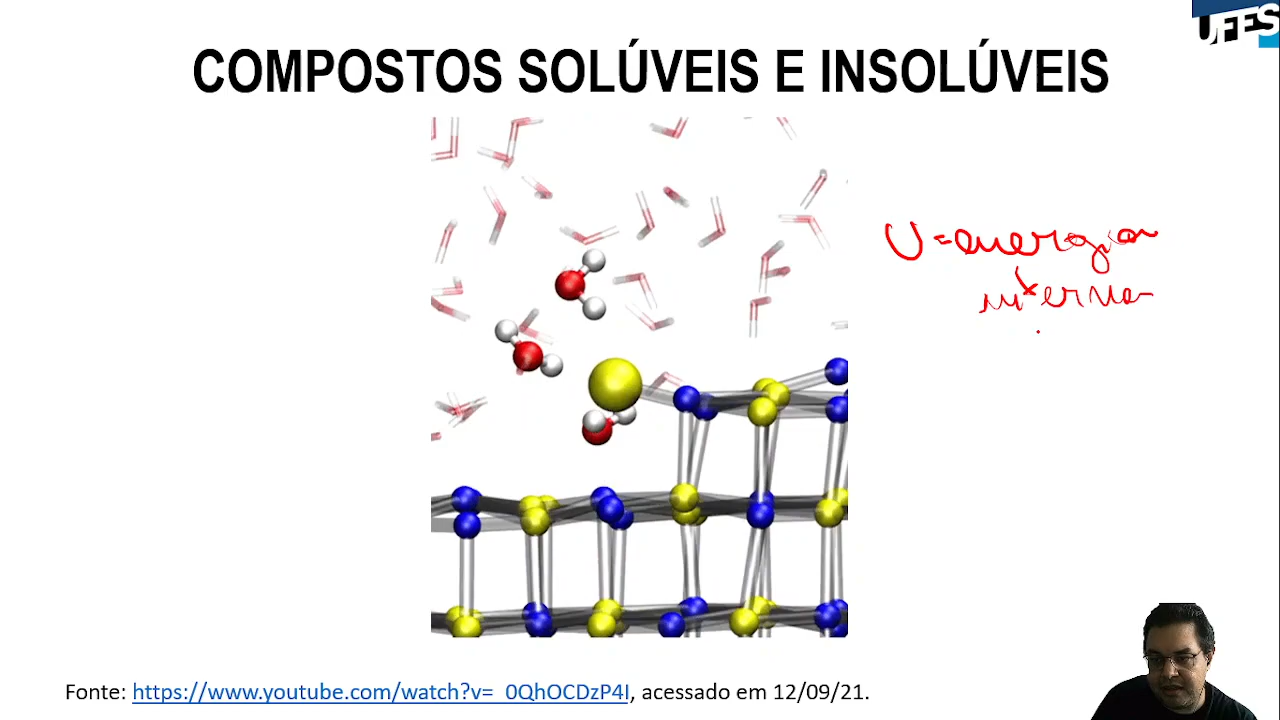 UFES
COMPOSTOS SOLÚVEIS E INSOLÚVEIS
U = energia
interna
Fonte: https://www.youtube.com/watch?v=_0QhOCDzP4I, acessado em 12/09/21.